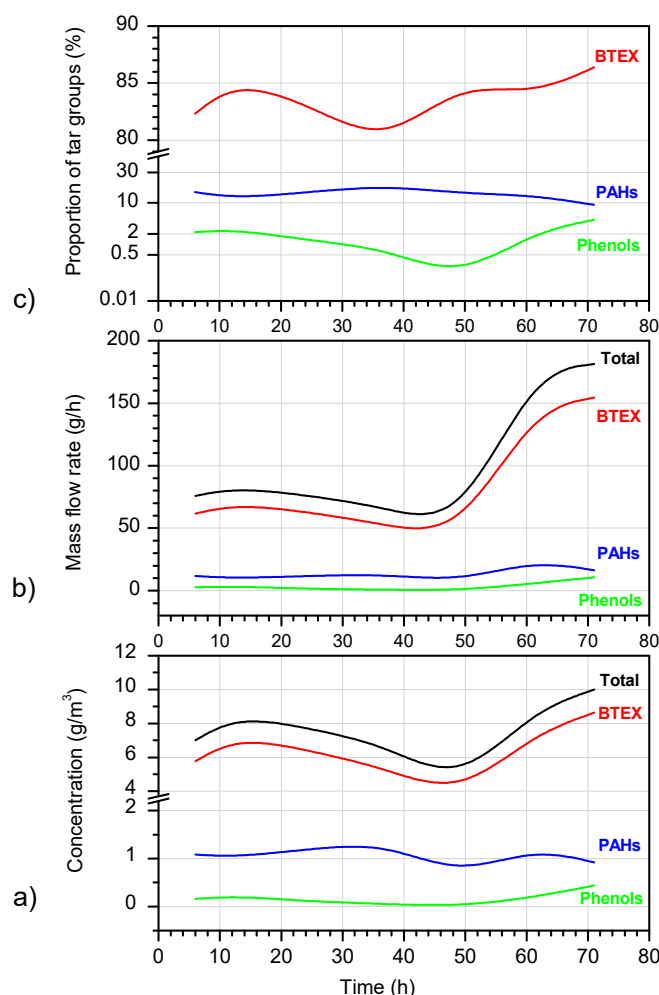 c)
Proportion of tar groups (%)
90
85
80
30
10
2
0.5
0.01
BTEX
PAHs
Phenols
0 10 20 30 40 50 60 70 80
b)
Mass flow rate (g/h)
200
150
100
50
0
Total
BTEX
PAHs
Phenols
0 10 20 30 40 50 60 70 80
a)
Concentration (g/m³)
12
10
8
6
4
2
1
0
Total
BTEX
PAHs
Phenols
0 10 20 30 40 50 60 70 80
Time (h)